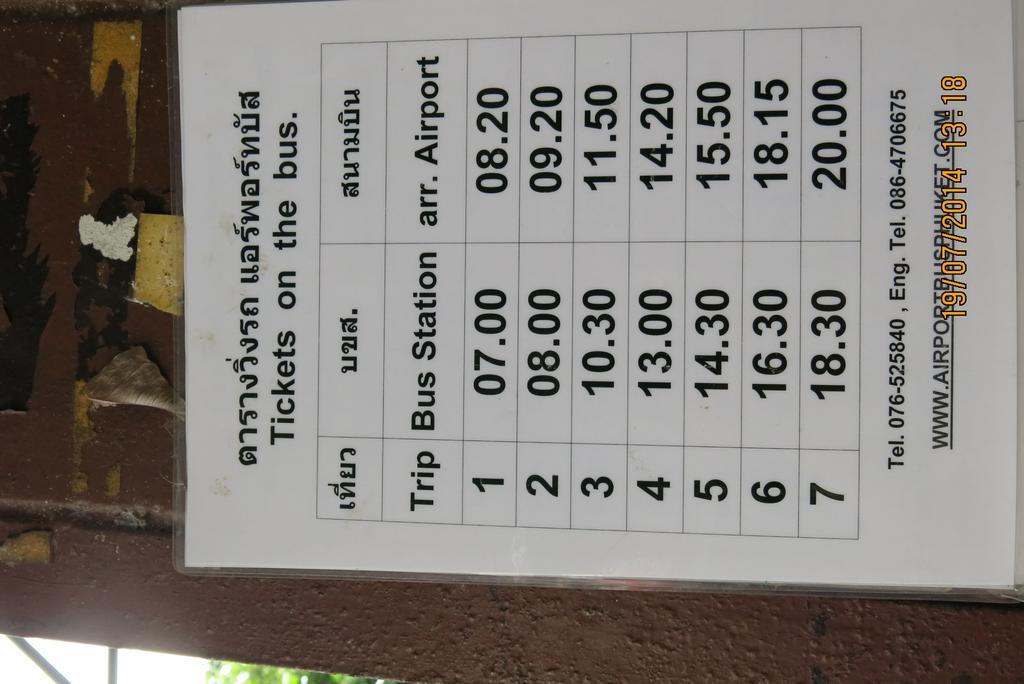 ตารางวิ่งรถ แอร์พอร์ทบัส
Tickets on the bus.
เที่ยว บขส. สนามบิน
Trip Bus Station arr. Airport
1 07.00 08.20
2 08.00 09.20
3 10.30 11.50
4 13.00 14.20
5 14.30 15.50
6 16.30 18.15
7 18.30 20.00
Tel. 076-525840 , Eng. Tel. 086-4706675
WWW.AIRPORTBUSPHUKET.COM
19/07/2014 13:18